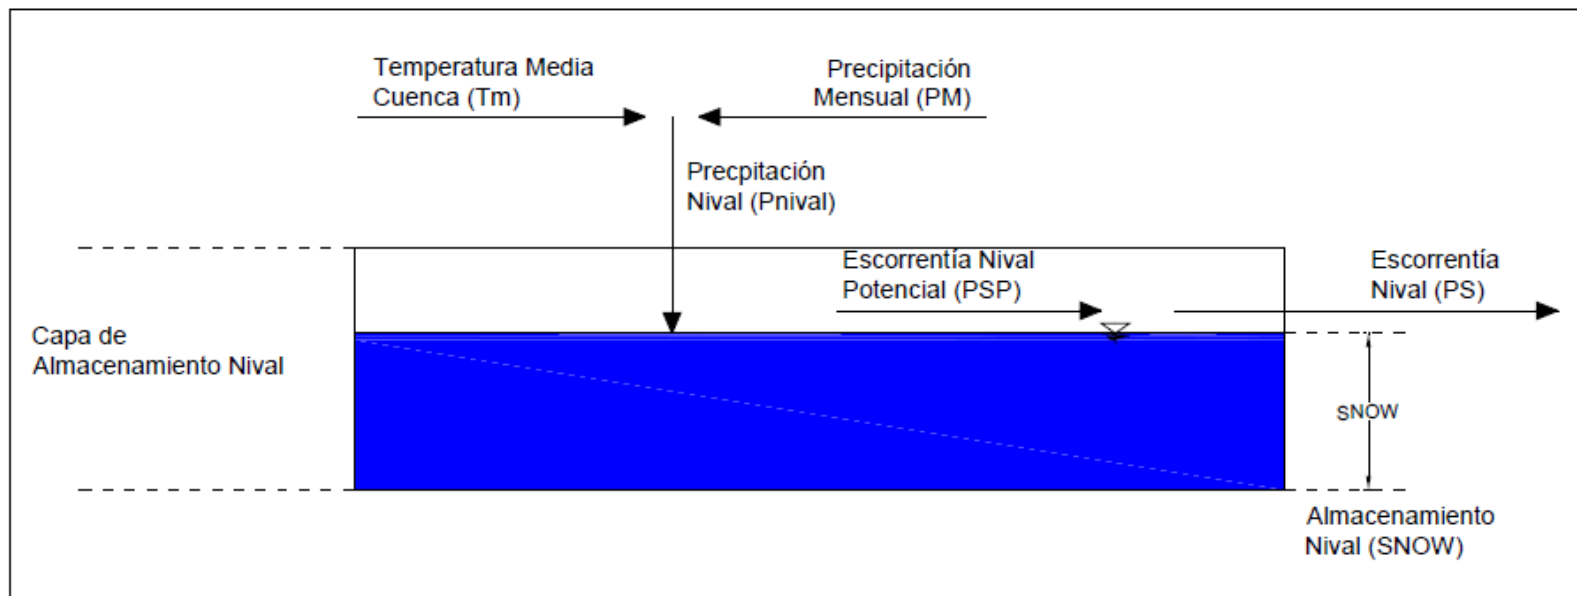 Temperatura Media
Cuenca (Tm)
Precipitación
Mensual (PM)
Precpitación
Nival (Pnival)
Escorrentía Nival
Potencial (PSP)
Escorrentía
Nival (PS)
Capa de
Almacenamiento Nival
SNOW
Almacenamiento
Nival (SNOW)